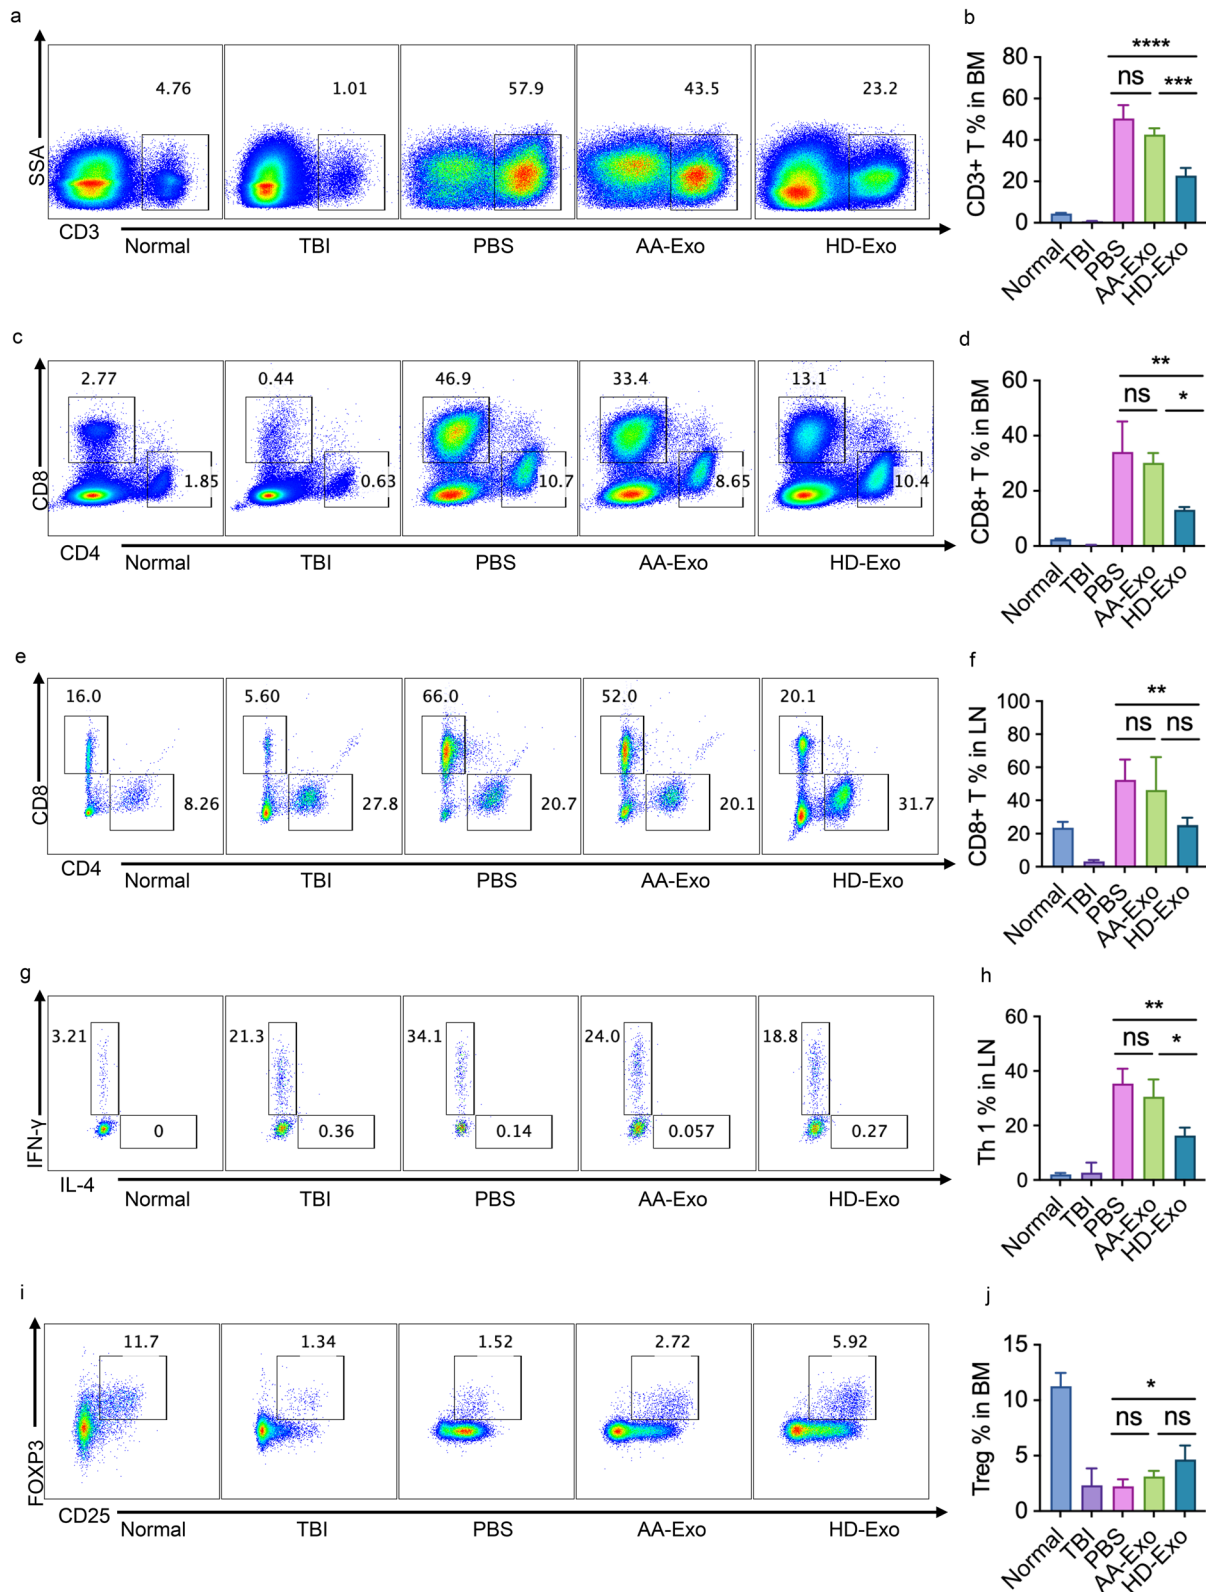 a
SSA
4.76
1.01
57.9
43.5
23.2
CD3
Normal
TBI
PBS
AA-Exo
HD-Exo
b
CD3+ T % in BM
80
60
40
20
0
****
ns
***
Normal
TBI
PBS
AA-Exo
HD-Exo
c
CD8
2.77
1.85
0.44
0.63
46.9
10.7
33.4
8.65
13.1
10.4
CD4
Normal
TBI
PBS
AA-Exo
HD-Exo
d
CD8+ T % in BM
60
40
20
0
**
ns
*
Normal
TBI
PBS
AA-Exo
HD-Exo
e
CD8
16.0
8.26
5.60
27.8
66.0
20.7
52.0
20.1
20.1
31.7
CD4
Normal
TBI
PBS
AA-Exo
HD-Exo
f
CD8+ T % in LN
100
80
60
40
20
0
**
ns
ns
Normal
TBI
PBS
AA-Exo
HD-Exo
g
IFN-γ
3.21
0
21.3
0.36
34.1
0.14
24.0
0.057
18.8
0.27
IL-4
Normal
TBI
PBS
AA-Exo
HD-Exo
h
Th 1 % in LN
60
40
20
0
**
ns
*
Normal
TBI
PBS
AA-Exo
HD-Exo
i
FOXP3
11.7
1.34
1.52
2.72
5.92
CD25
Normal
TBI
PBS
AA-Exo
HD-Exo
j
Treg % in BM
15
10
5
0
*
ns
ns
Normal
TBI
PBS
AA-Exo
HD-Exo